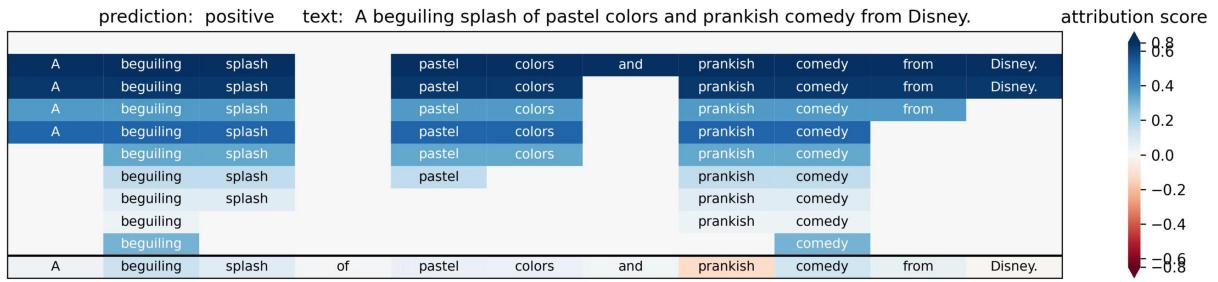 prediction: positive text: A beguiling splash of pastel colors and prankish comedy from Disney. attribution score
A beguiling splash pastel colors and prankish comedy from Disney.
A beguiling splash pastel colors prankish comedy from Disney.
A beguiling splash pastel colors prankish comedy from
A beguiling splash pastel colors prankish comedy
beguiling splash pastel colors prankish comedy
beguiling splash pastel prankish comedy
beguiling splash prankish comedy
beguiling prankish comedy
beguiling comedy
A beguiling splash of pastel colors and prankish comedy from Disney.
0.8
0.6
0.4
0.2
0.0
−0.2
−0.4
−0.6
−0.8